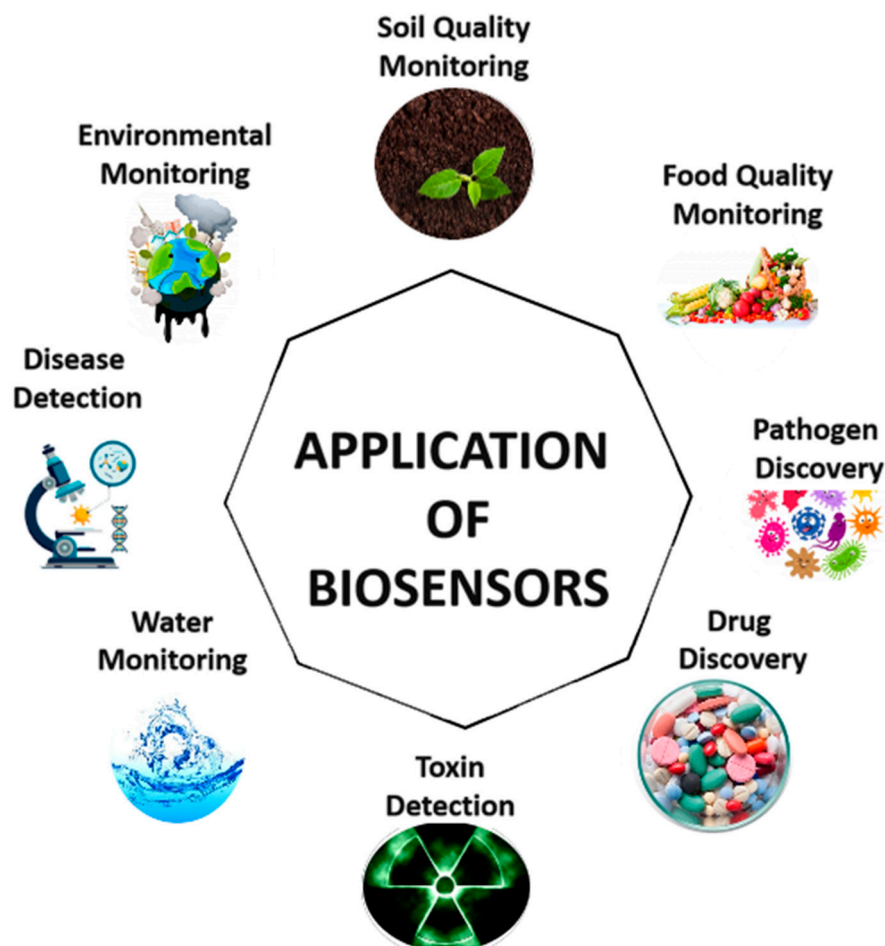 Soil Quality
Monitoring
Environmental
Monitoring
Food Quality
Monitoring
Disease
Detection
APPLICATION
OF
BIOSENSORS
Pathogen
Discovery
Water
Monitoring
Drug
Discovery
Toxin
Detection